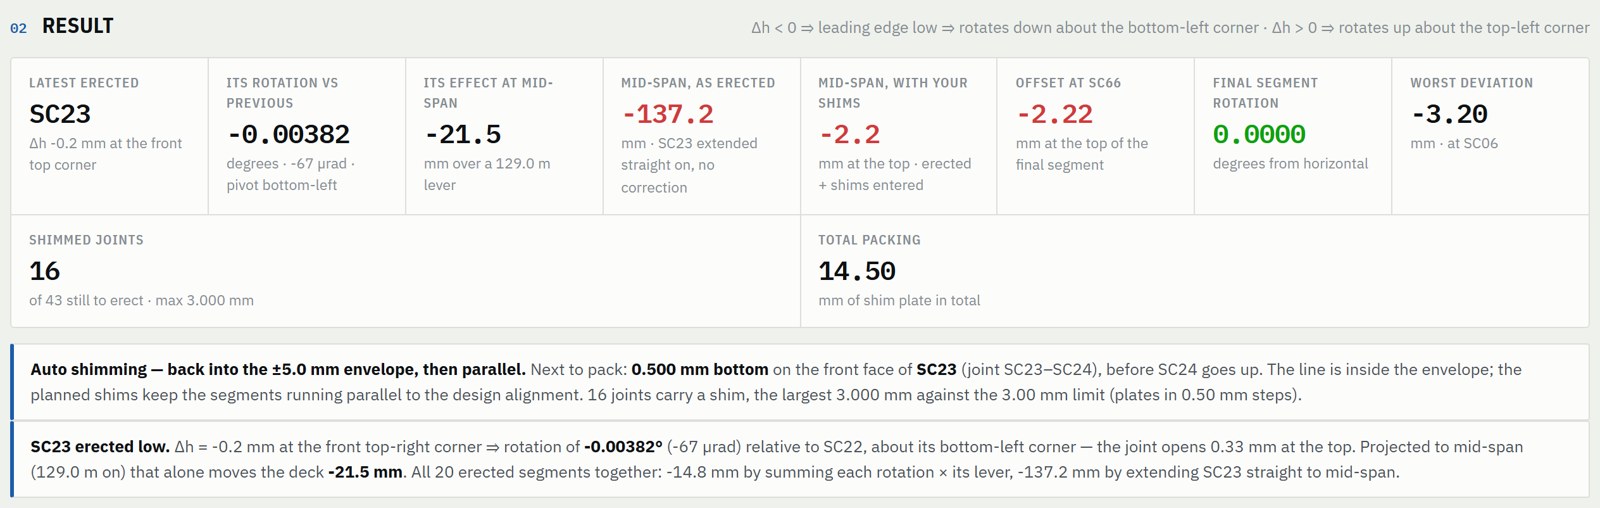 02 RESULT
Δh < 0 ⇒ leading edge low ⇒ rotates down about the bottom-left corner · Δh > 0 ⇒ rotates up about the top-left corner
LATEST ERECTED
SC23
Δh -0.2 mm at the front
top corner
ITS ROTATION VS
PREVIOUS
-0.00382
degrees · -67 µrad ·
pivot bottom-left
ITS EFFECT AT MID-
SPAN
-21.5
mm over a 129.0 m
lever
MID-SPAN, AS ERECTED
-137.2
mm · SC23 extended
straight on, no
correction
MID-SPAN, WITH YOUR
SHIMS
-2.2
mm at the top · erected
+ shims entered
OFFSET AT SC66
-2.22
mm at the top of the
final segment
FINAL SEGMENT
ROTATION
0.0000
degrees from horizontal
WORST DEVIATION
-3.20
mm · at SC06
SHIMMED JOINTS
16
of 43 still to erect · max 3.000 mm
TOTAL PACKING
14.50
mm of shim plate in total
Auto shimming — back into the ±5.0 mm envelope, then parallel. Next to pack: 0.500 mm bottom on the front face of SC23 (joint SC23–SC24), before SC24 goes up. The line is inside the envelope; the
planned shims keep the segments running parallel to the design alignment. 16 joints carry a shim, the largest 3.000 mm against the 3.00 mm limit (plates in 0.50 mm steps).
SC23 erected low. Δh = -0.2 mm at the front top-right corner ⇒ rotation of -0.00382° (-67 µrad) relative to SC22, about its bottom-left corner — the joint opens 0.33 mm at the top. Projected to mid-span
(129.0 m on) that alone moves the deck -21.5 mm. All 20 erected segments together: -14.8 mm by summing each rotation × its lever, -137.2 mm by extending SC23 straight to mid-span.